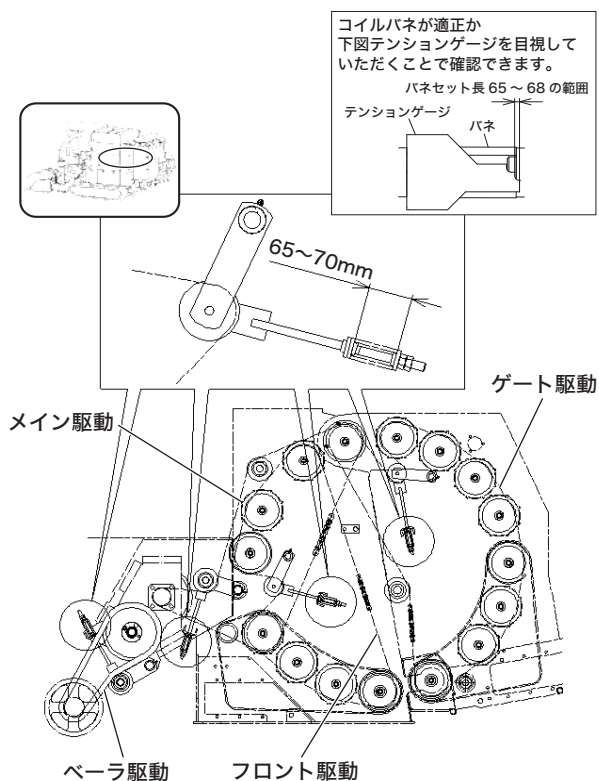 コイルバネが適正か
下図テンションゲージを目視して
いただくことで確認できます。
バネセット長 65 ~ 68 の範囲
テンションゲージ
バネ
65~70mm
ゲート駆動
メイン駆動
ベーラ駆動
フロント駆動